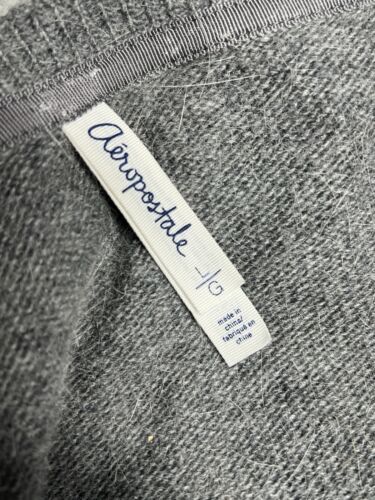 aéropostale
L/G
made in
china/
fabriqué en
chine